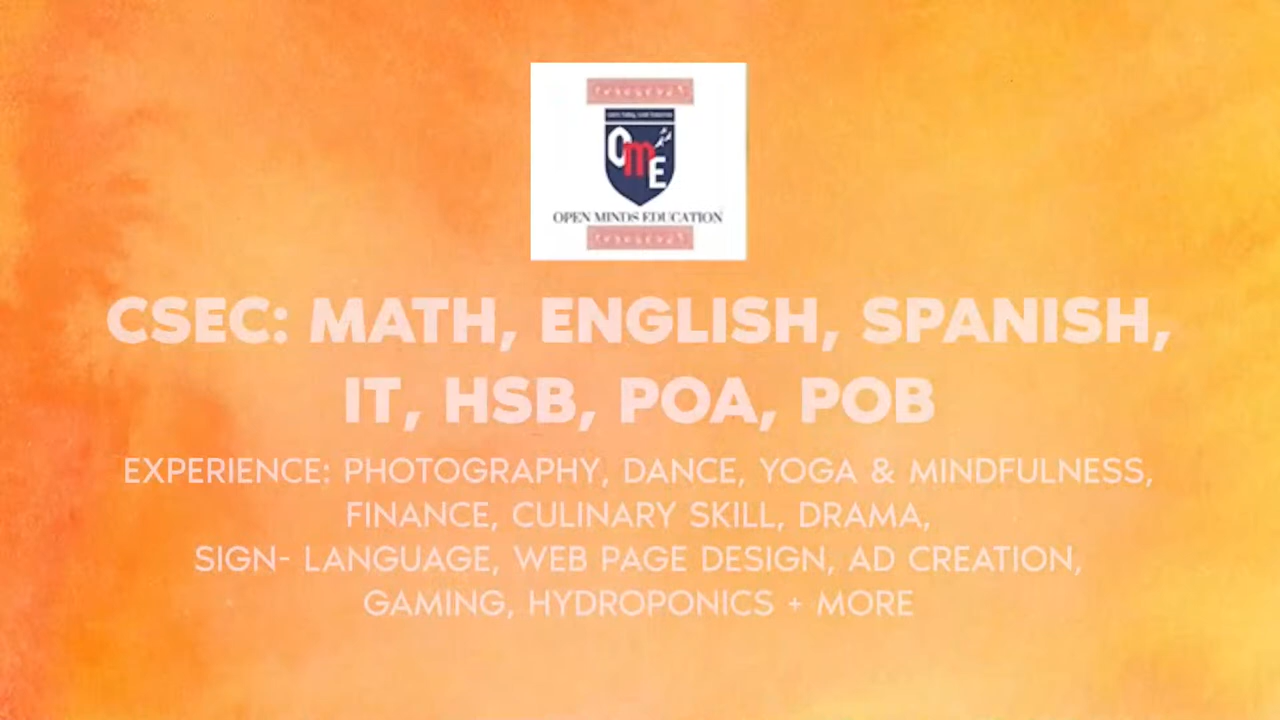 OME
OPEN MINDS EDUCATION
CSEC: MATH, ENGLISH, SPANISH,
IT, HSB, POA, POB
EXPERIENCE: PHOTOGRAPHY, DANCE, YOGA & MINDFULNESS,
FINANCE, CULINARY SKILL, DRAMA,
SIGN- LANGUAGE, WEB PAGE DESIGN, AD CREATION,
GAMING, HYDROPONICS + MORE